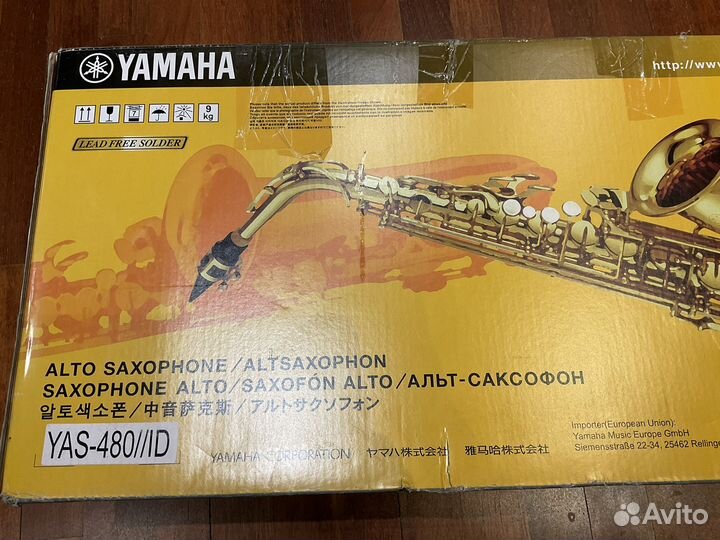 YAMAHA
http://www.
9
kg
7
LEAD FREE SOLDER
ALTO SAXOPHONE/ALTSAXOPHON
SAXOPHONE ALTO/SAXOFÓN ALTO/АЛЬТ-САКСОФОН
알토색소폰/中音萨克斯/アルトサクソフォン
YAS-480//ID
YAMAHA CORPORATION ヤマハ株式会社 雅马哈株式会社
Importer(European Union):
Yamaha Music Europe GmbH
Siemensstraße 22-34, 25462 Rellinge
Avito